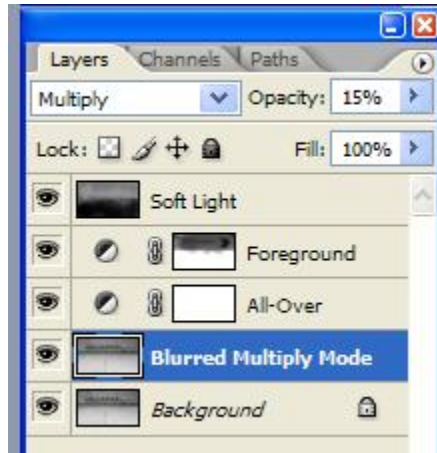 Layers Channels Paths
Multiply Opacity: 15%
Lock: Fill: 100%
Soft Light
Foreground
All-Over
Blurred Multiply Mode
Background